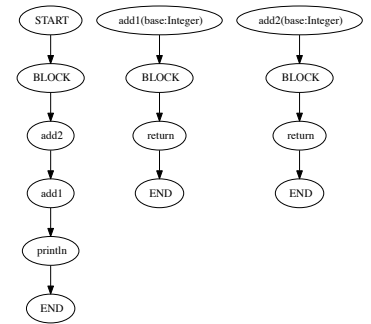 START
BLOCK
add2
add1
println
END
add1(base:Integer)
BLOCK
return
END
add2(base:Integer)
BLOCK
return
END